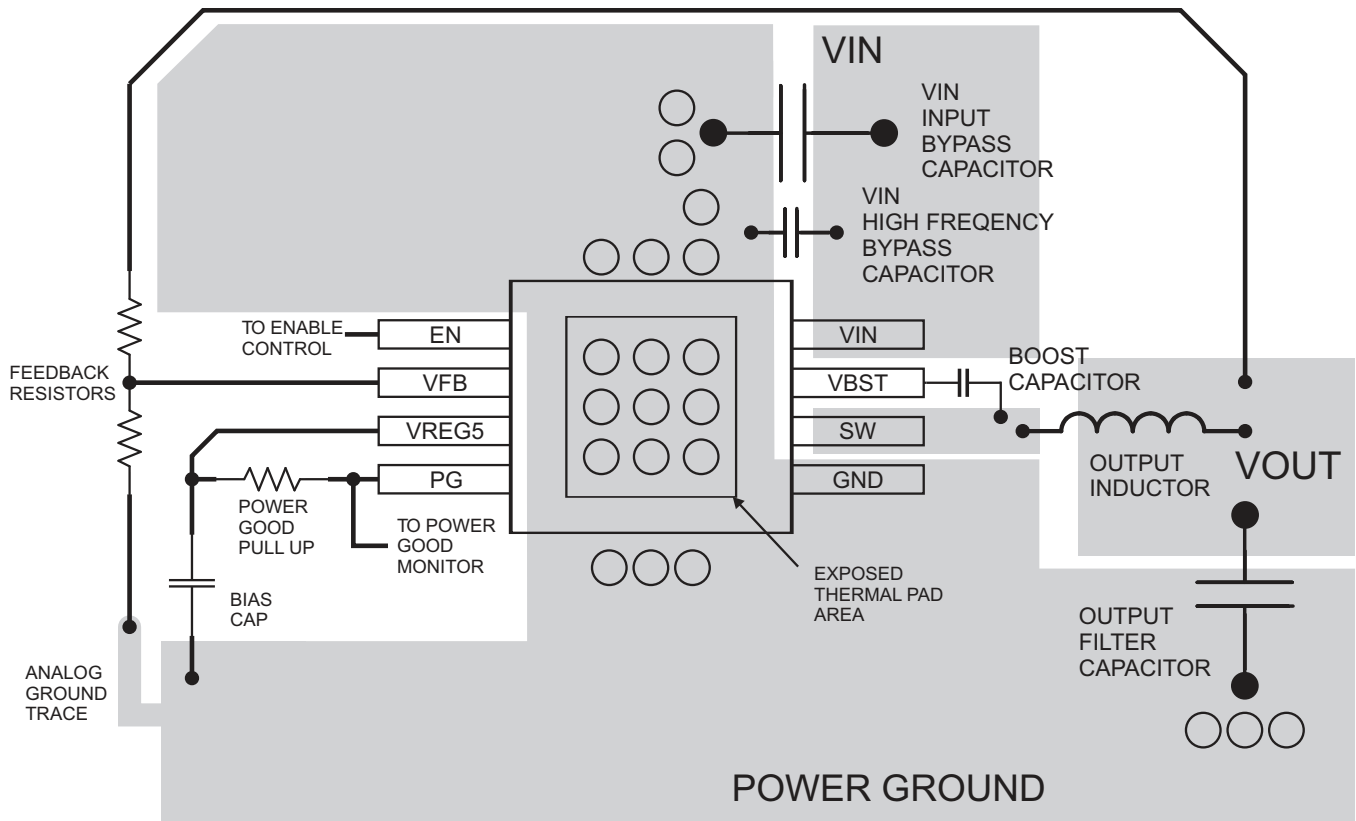 VIN
VIN
INPUT
BYPASS
CAPACITOR
VIN
HIGH FREQENCY
BYPASS
CAPACITOR
TO ENABLE
CONTROL
EN
VFB
VREG5
PG
VIN
VBST
SW
GND
FEEDBACK
RESISTORS
BOOST
CAPACITOR
OUTPUT
INDUCTOR
VOUT
POWER
GOOD
PULL UP
TO POWER
GOOD
MONITOR
EXPOSED
THERMAL PAD
AREA
BIAS
CAP
OUTPUT
FILTER
CAPACITOR
ANALOG
GROUND
TRACE
POWER GROUND